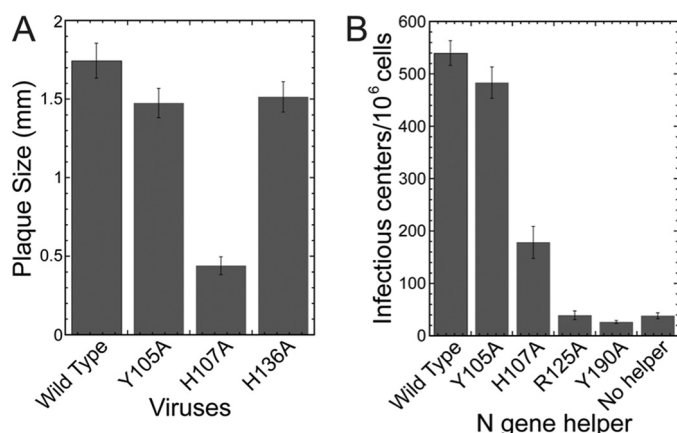 A
Plaque Size (mm)
2
1.5
1
0.5
0
Wild Type
Y105A
H107A
H136A
Viruses
B
Infectious centers/10⁶ cells
600
500
400
300
200
100
0
Wild Type
Y105A
H107A
R125A
Y190A
No helper
N gene helper